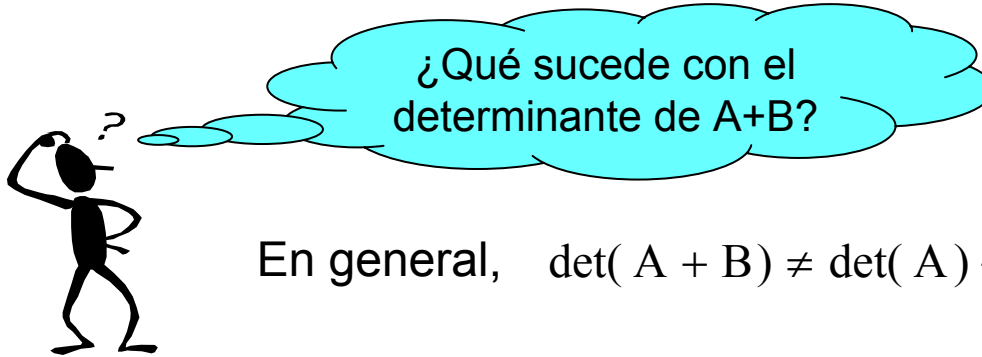 ¿Qué sucede con el
determinante de A+B?
?
En general, det( A + B) ≠ det( A)